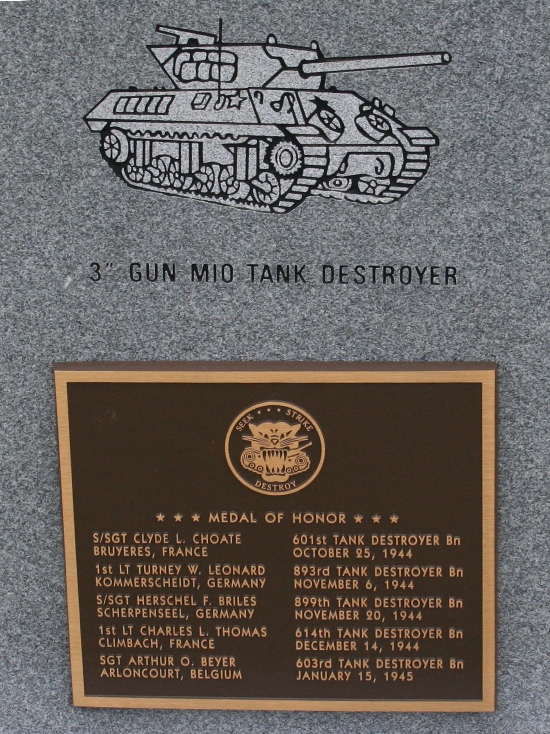 3" GUN M10 TANK DESTROYER
SEEK * * * STRIKE
DESTROY
★ ★ ★ MEDAL OF HONOR ★ ★ ★
S/SGT CLYDE L. CHOATE 601st TANK DESTROYER Bn
BRUYERES, FRANCE OCTOBER 25, 1944
1st LT TURNEY W. LEONARD 893rd TANK DESTROYER Bn
KOMMERSCHEIDT, GERMANY NOVEMBER 6, 1944
S/SGT HERSCHEL F. BRILES 899th TANK DESTROYER Bn
SCHERPENSEEL, GERMANY NOVEMBER 20, 1944
1st LT CHARLES L. THOMAS 614th TANK DESTROYER Bn
CLIMBACH, FRANCE DECEMBER 14, 1944
SGT ARTHUR O. BEYER 603rd TANK DESTROYER Bn
ARLONCOURT, BELGIUM JANUARY 15, 1945